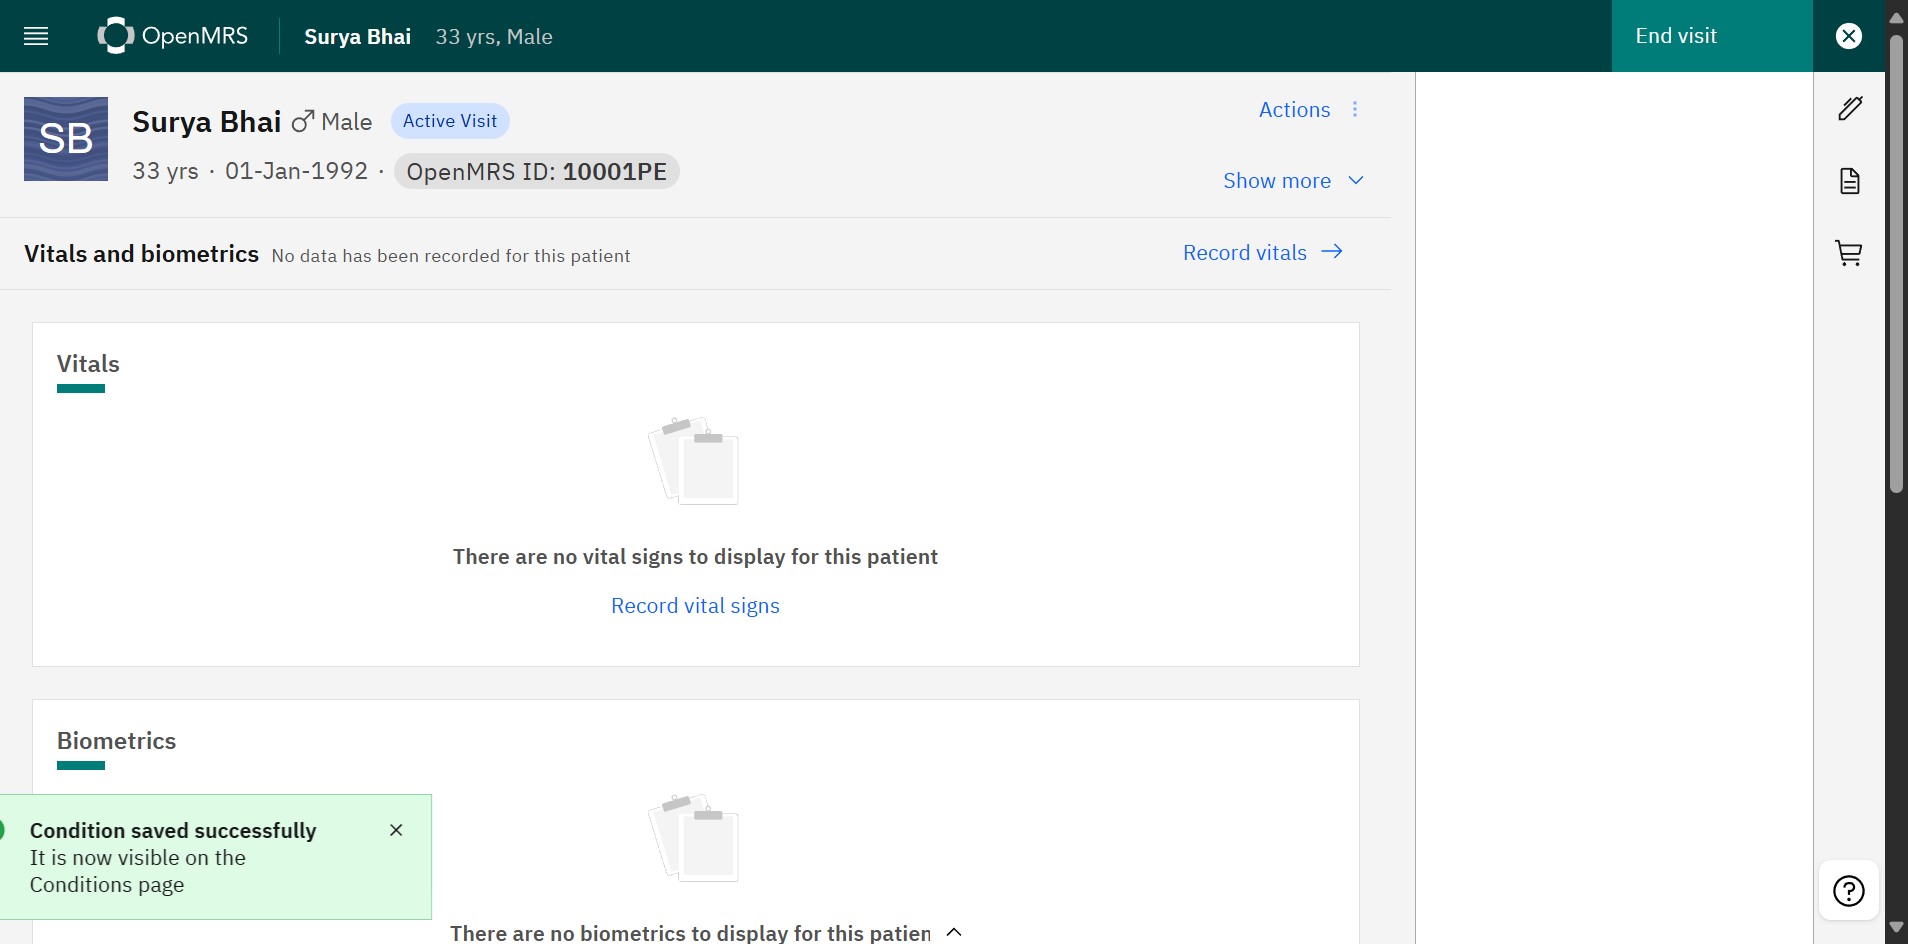 OpenMRS
Surya Bhai 33 yrs, Male
End visit
SB
Surya Bhai Male Active Visit
33 yrs · 01-Jan-1992 · OpenMRS ID: 10001PE
Actions
Show more
Vitals and biometrics No data has been recorded for this patient
Record vitals
Vitals
There are no vital signs to display for this patient
Record vital signs
Biometrics
There are no biometrics to display for this patien
Condition saved successfully
It is now visible on the
Conditions page